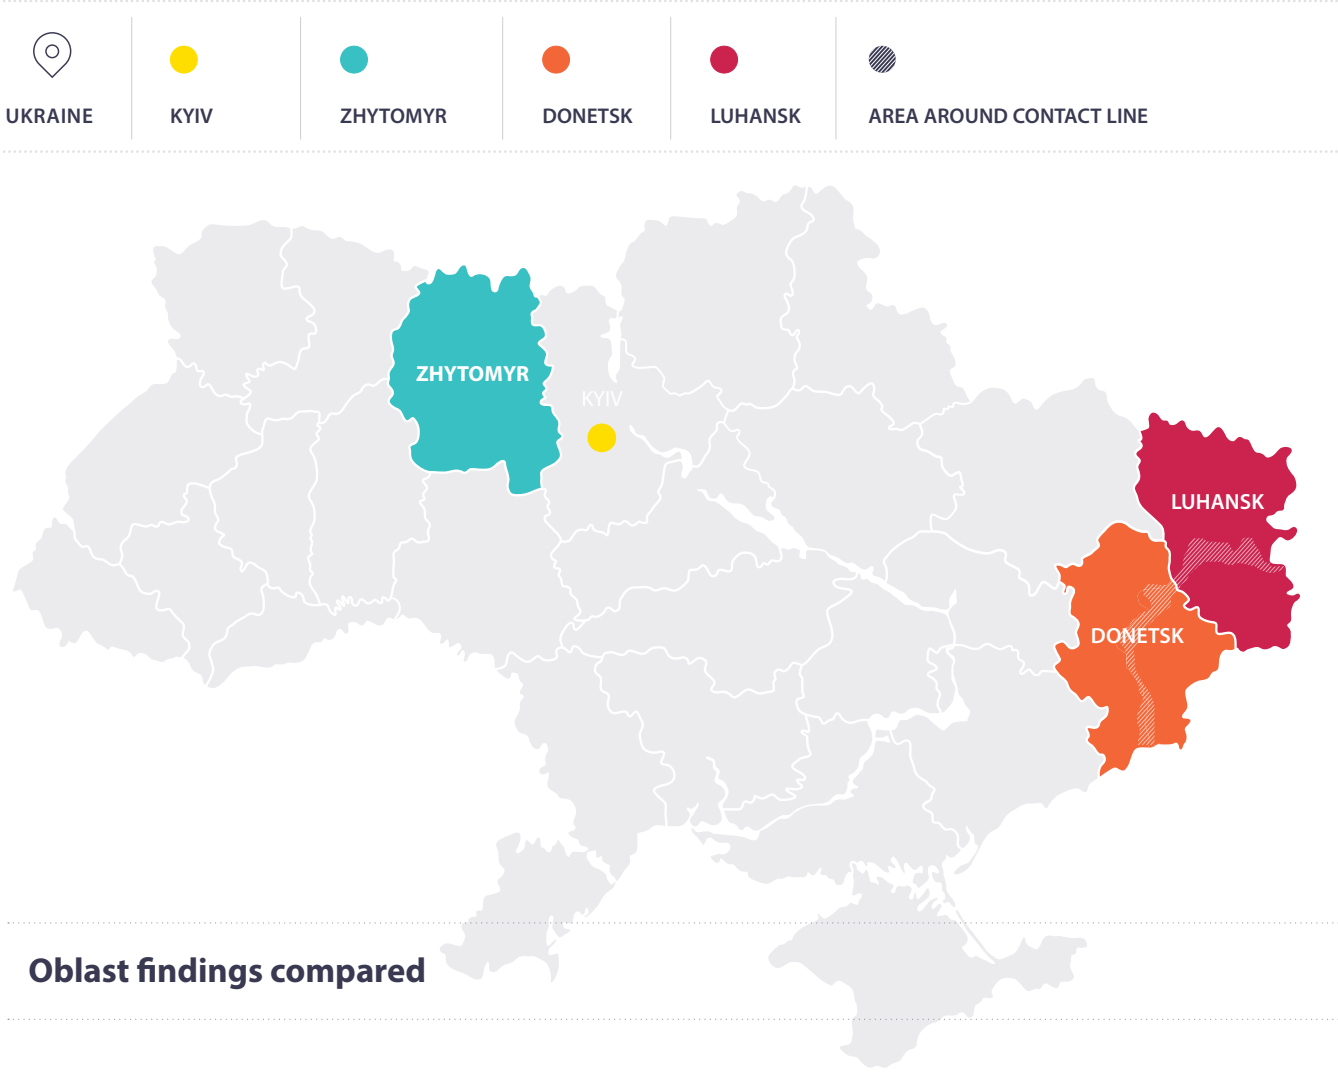 UKRAINE
KYIV
ZHYTOMYR
DONETSK
LUHANSK
AREA AROUND CONTACT LINE
ZHYTOMYR
KYIV
LUHANSK
DONETSK
Oblast findings compared